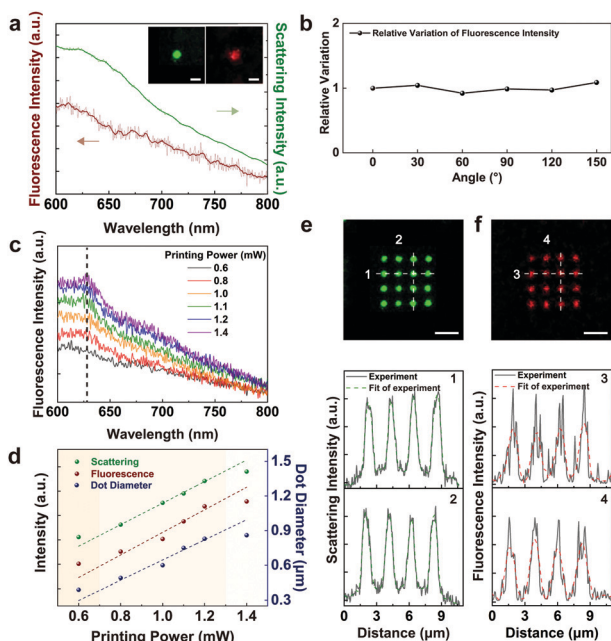 a
Fluorescence Intensity (a.u.)
Scattering Intensity (a.u.)
600 650 700 750 800
Wavelength (nm)
b
Relative Variation of Fluorescence Intensity
Relative Variation
2
1
0
0 30 60 90 120 150
Angle (°)
c
Fluorescence Intensity (a.u.)
Printing Power (mW)
0.6
0.8
1.0
1.1
1.2
1.4
600 650 700 750 800
Wavelength (nm)
d
Scattering
Fluorescence
Dot Diameter
Intensity (a.u.)
Dot Diameter (μm)
1.5
1.2
0.9
0.6
0.3
0.6 0.8 1.0 1.2 1.4
Printing Power (mW)
e
2
1
f
4
3
Experiment
Fit of experiment
1
2
Scattering Intensity (a.u.)
0 3 6 9
Distance (μm)
Experiment
Fit of experiment
3
4
Fluorescence Intensity (a.u.)
0 3 6 9
Distance (μm)